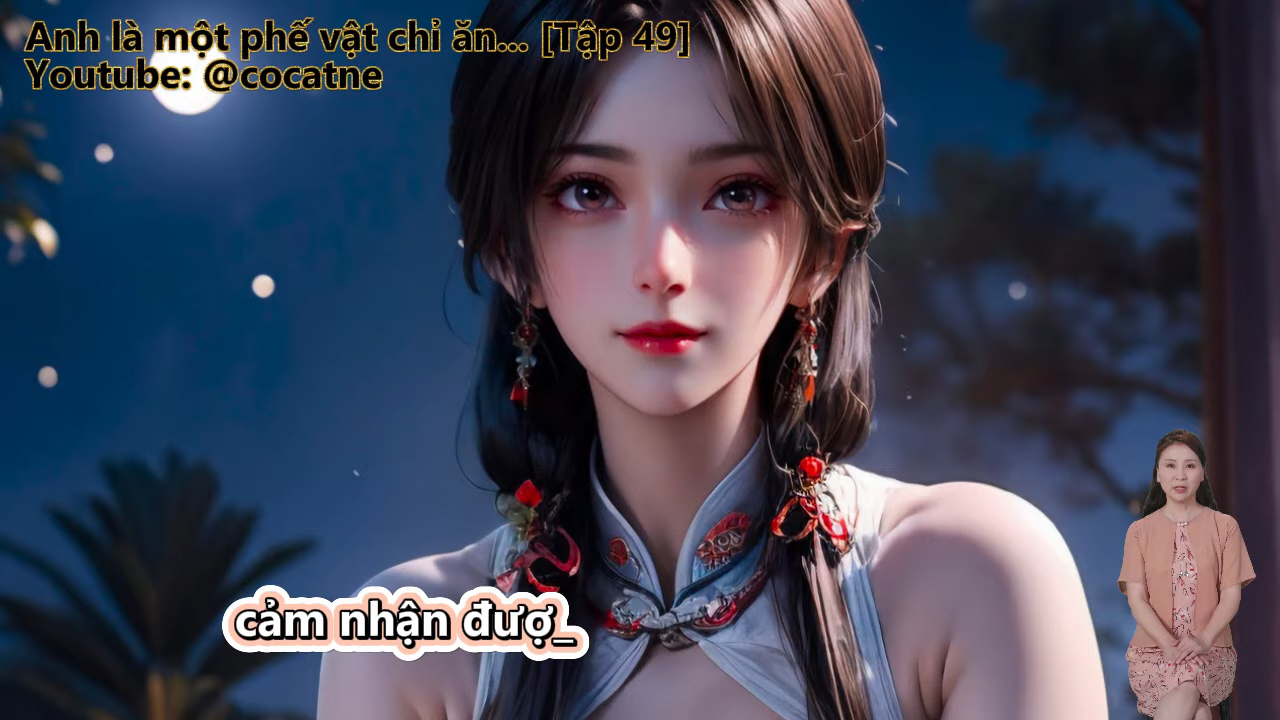 Anh là một phế vật chỉ ăn... [Tập 49]
Youtube: @cocatne
cảm nhận đượ_